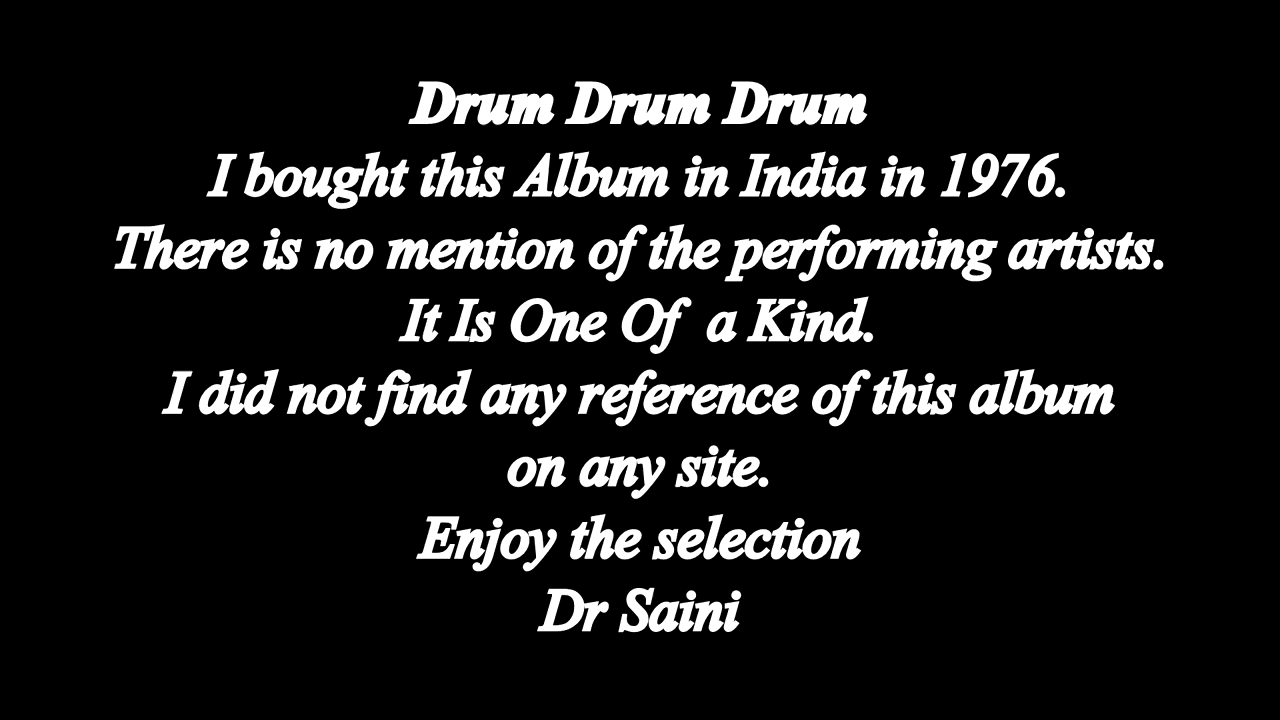 Drum Drum Drum
I bought this Album in India in 1976.
There is no mention of the performing artists.
It Is One Of  a Kind.
I did not find any reference of this album
on any site.
Enjoy the selection
Dr Saini